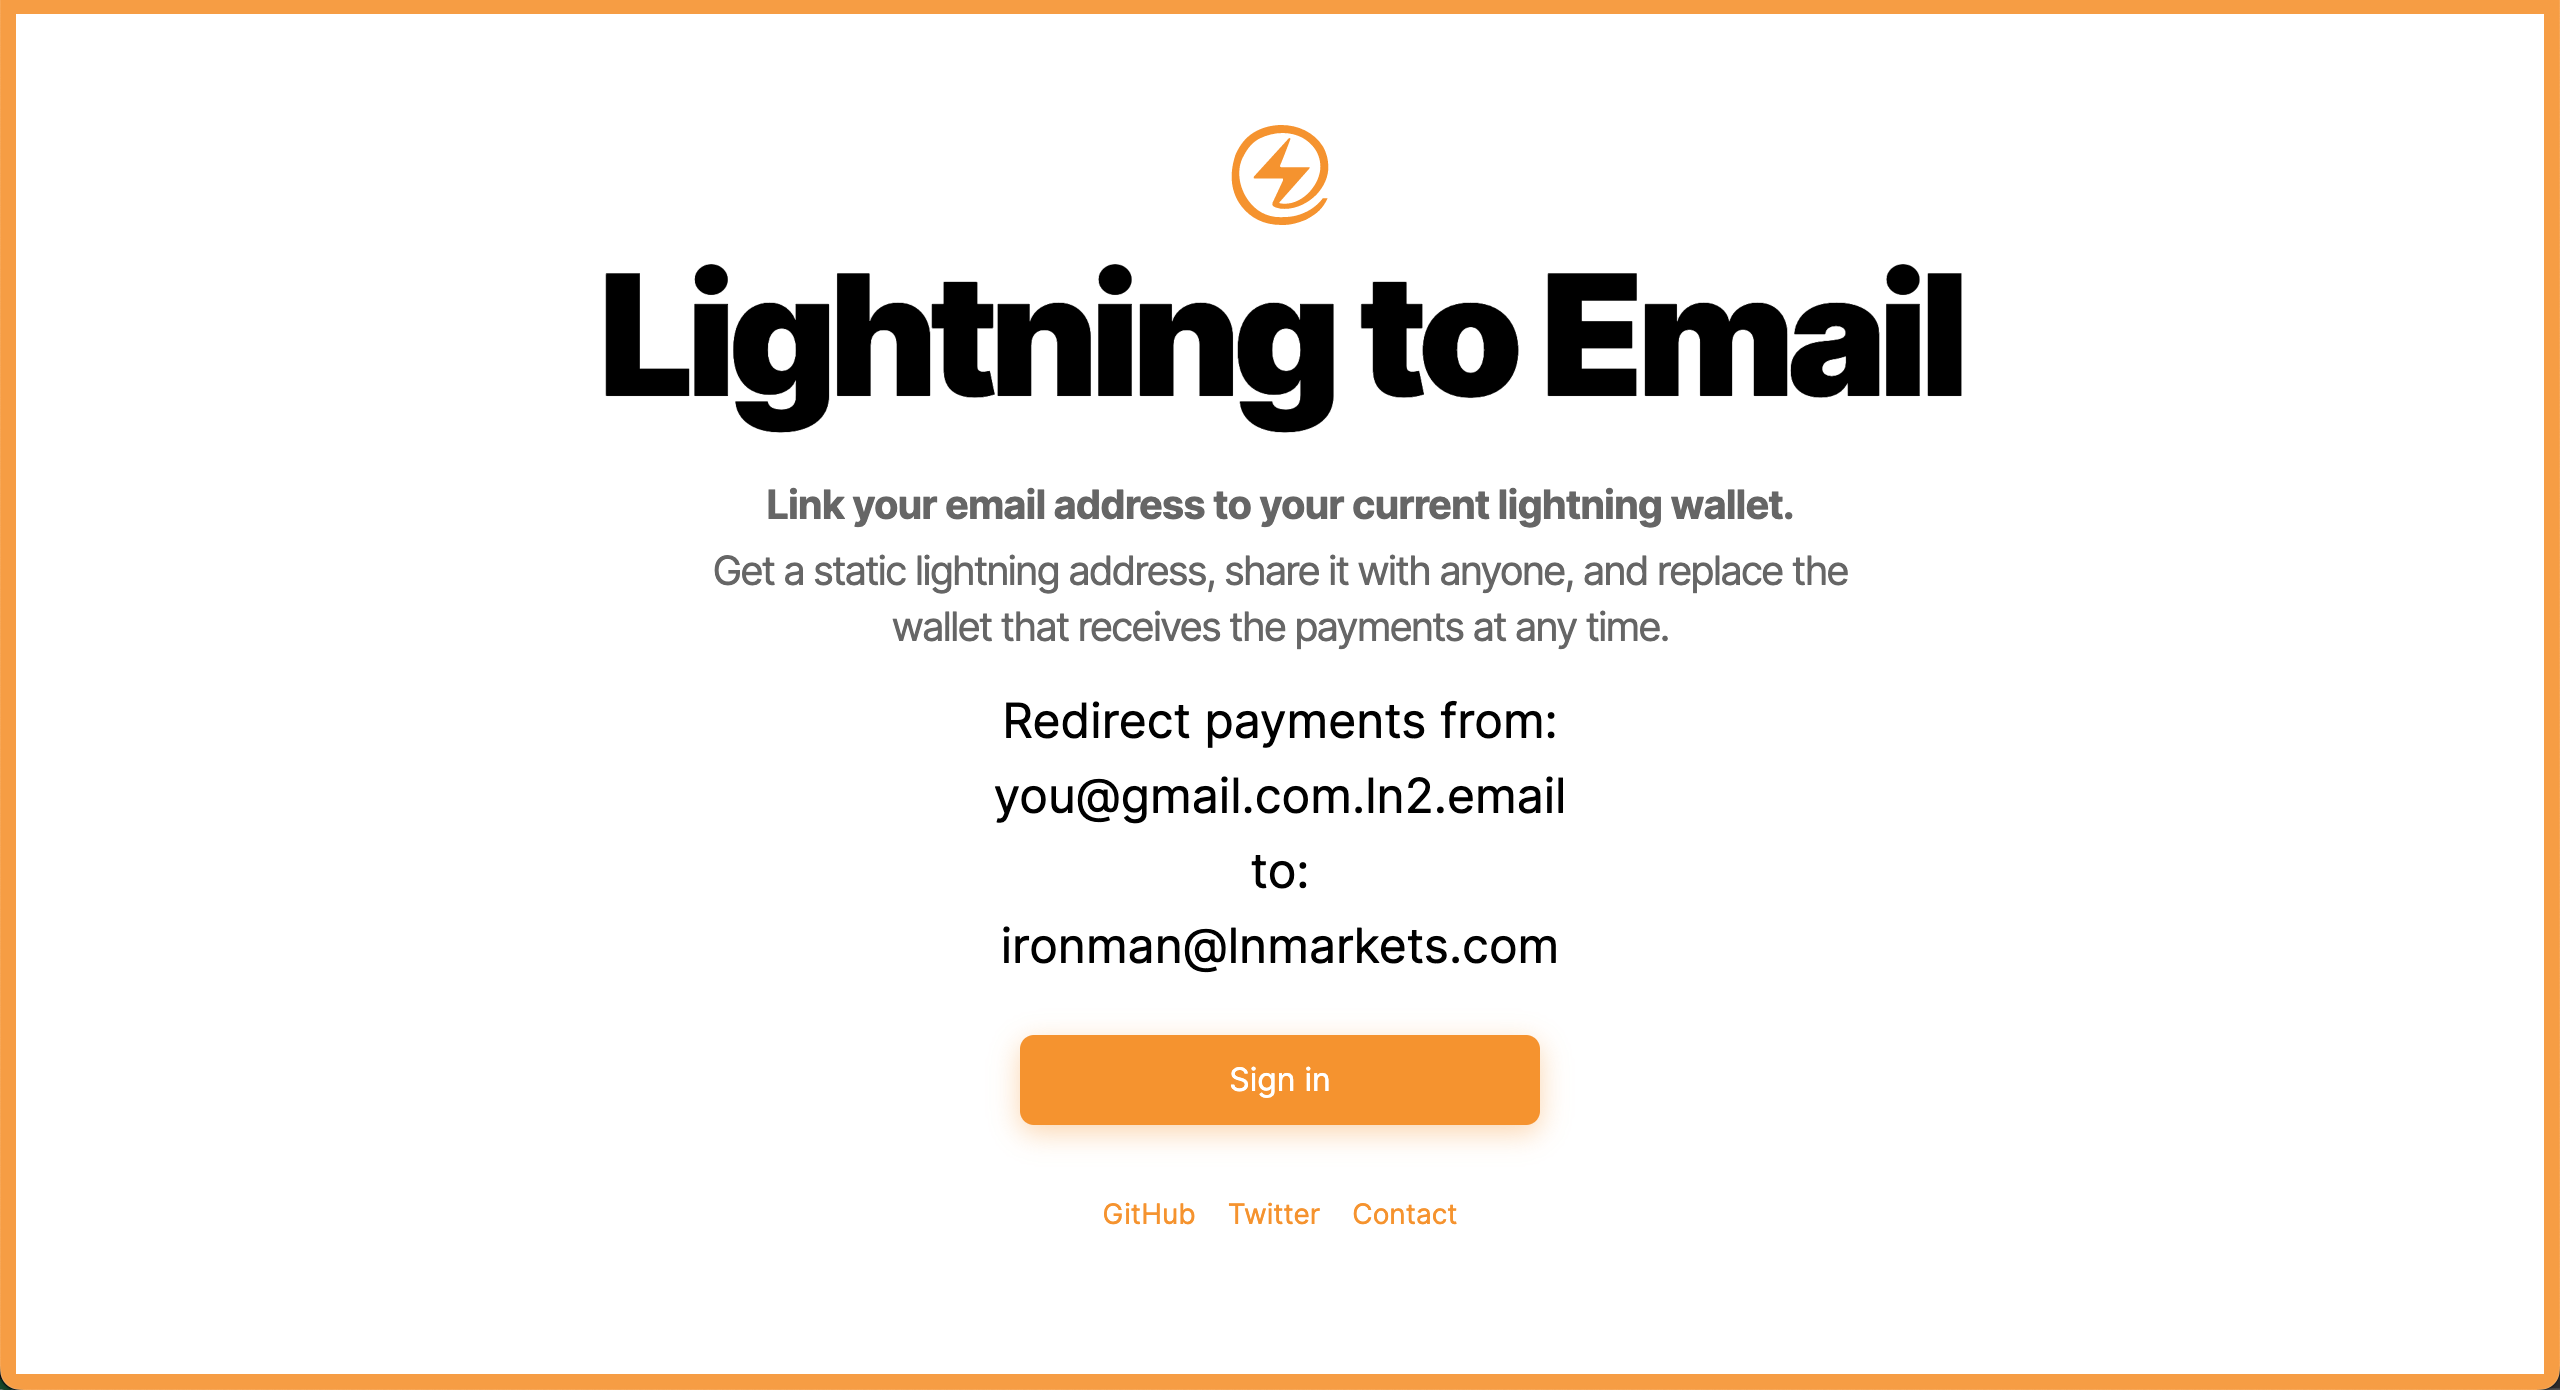 Lightning to Email
Link your email address to your current lightning wallet.
Get a static lightning address, share it with anyone, and replace the
wallet that receives the payments at any time.
Redirect payments from:
you@gmail.com.ln2.email
to:
ironman@lnmarkets.com
Sign in
GitHub Twitter Contact